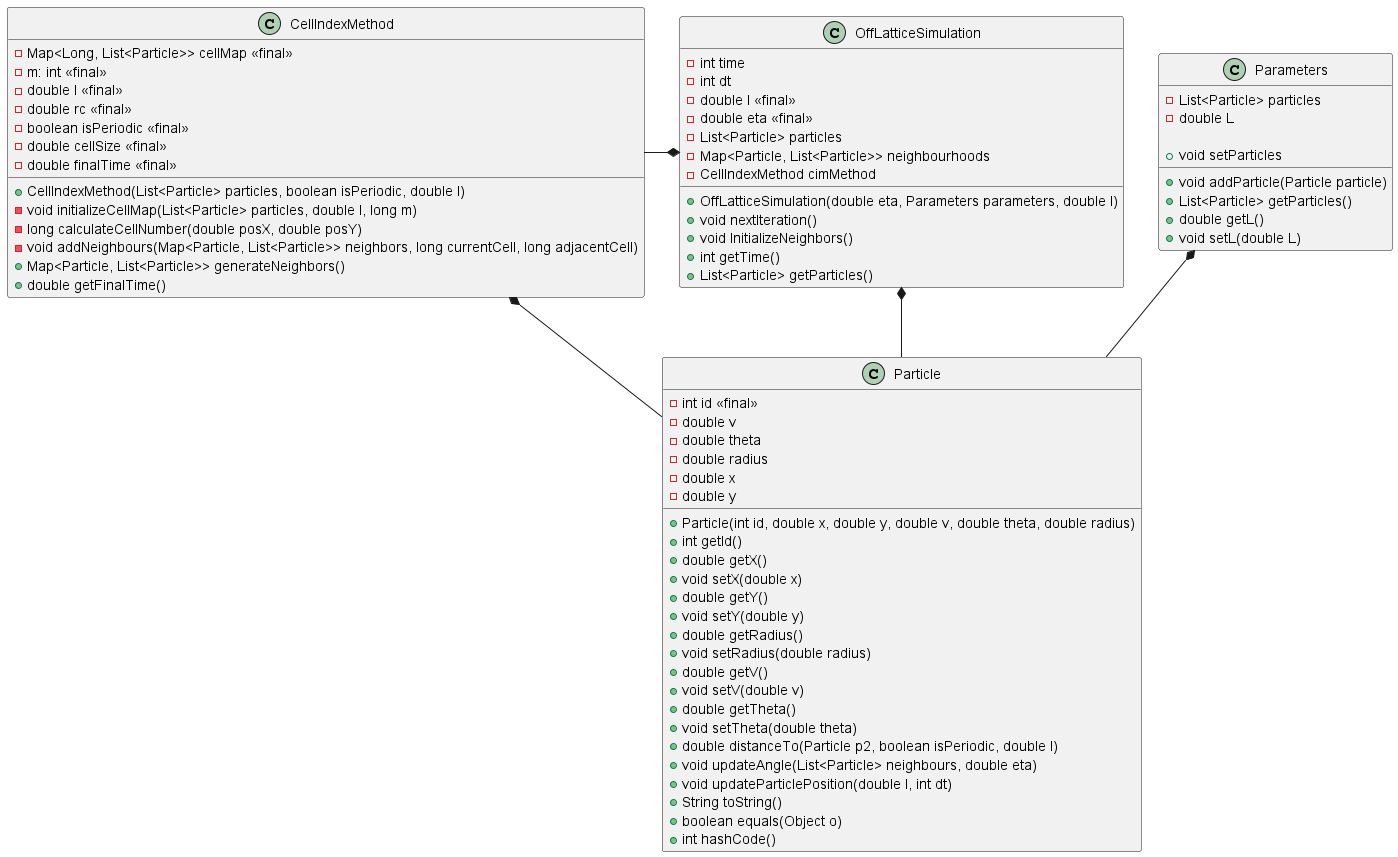 C CellIndexMethod
Map<Long, List<Particle>> cellMap «final»
m: int «final»
double l «final»
double rc «final»
boolean isPeriodic «final»
double cellSize «final»
double finalTime «final»
CellIndexMethod(List<Particle> particles, boolean isPeriodic, double l)
void initializeCellMap(List<Particle> particles, double l, long m)
long calculateCellNumber(double posX, double posY)
void addNeighbours(Map<Particle, List<Particle>> neighbors, long currentCell, long adjacentCell)
Map<Particle, List<Particle>> generateNeighbors()
double getFinalTime()
C OffLatticeSimulation
int time
int dt
double l «final»
double eta «final»
List<Particle> particles
Map<Particle, List<Particle>> neighbourhoods
CellIndexMethod cimMethod
OffLatticeSimulation(double eta, Parameters parameters, double l)
void nextIteration()
void InitializeNeighbors()
int getTime()
List<Particle> getParticles()
C Parameters
List<Particle> particles
double L
void setParticles
void addParticle(Particle particle)
List<Particle> getParticles()
double getL()
void setL(double L)
C Particle
int id «final»
double v
double theta
double radius
double x
double y
Particle(int id, double x, double y, double v, double theta, double radius)
int getId()
double getX()
void setX(double x)
double getY()
void setY(double y)
double getRadius()
void setRadius(double radius)
double getV()
void setV(double v)
double getTheta()
void setTheta(double theta)
double distanceTo(Particle p2, boolean isPeriodic, double l)
void updateAngle(List<Particle> neighbours, double eta)
void updateParticlePosition(double l, int dt)
String toString()
boolean equals(Object o)
int hashCode()